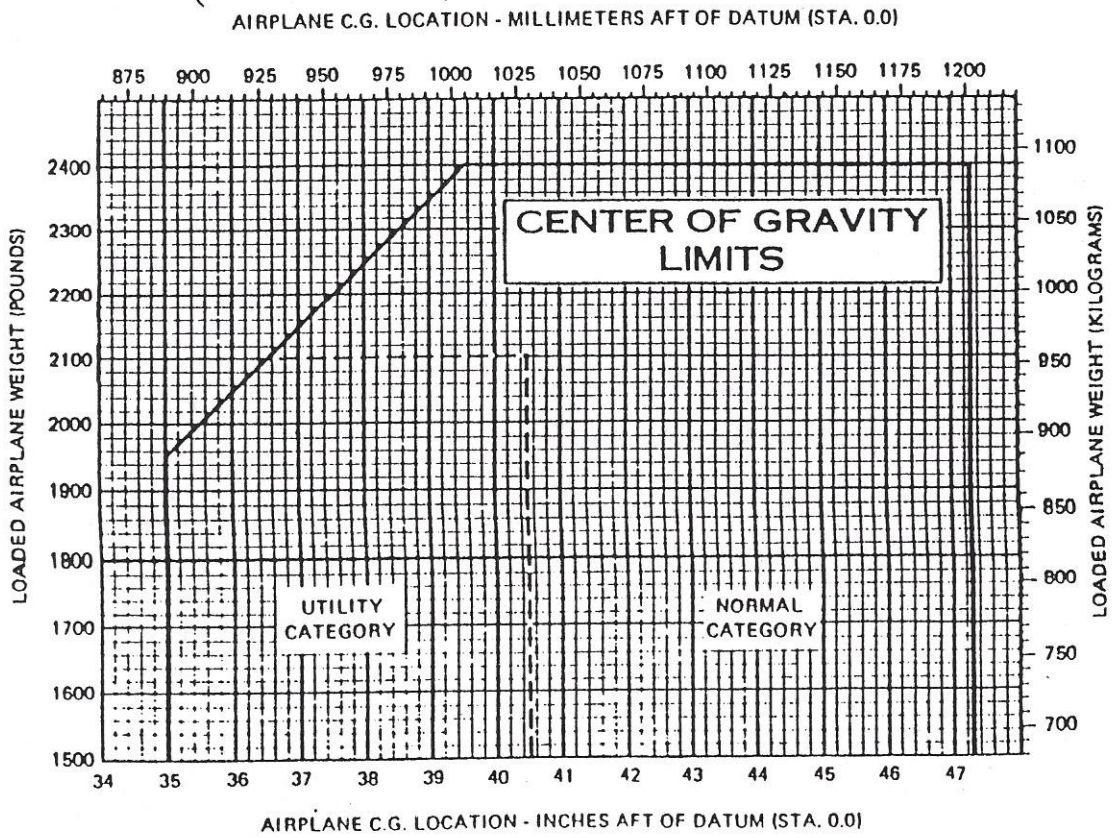 AIRPLANE C.G. LOCATION - MILLIMETERS AFT OF DATUM (STA. 0.0)
875 900 925 950 975 1000 1025 1050 1075 1100 1125 1150 1175 1200
LOADED AIRPLANE WEIGHT (POUNDS)
2400
2300
2200
2100
2000
1900
1800
1700
1600
1500
CENTER OF GRAVITY
LIMITS
UTILITY
CATEGORY
NORMAL
CATEGORY
1100
1050
1000
950
900
850
800
750
700
LOADED AIRPLANE WEIGHT (KILOGRAMS)
34 35 36 37 38 39 40 41 42 43 44 45 46 47
AIRPLANE C.G. LOCATION - INCHES AFT OF DATUM (STA. 0.0)